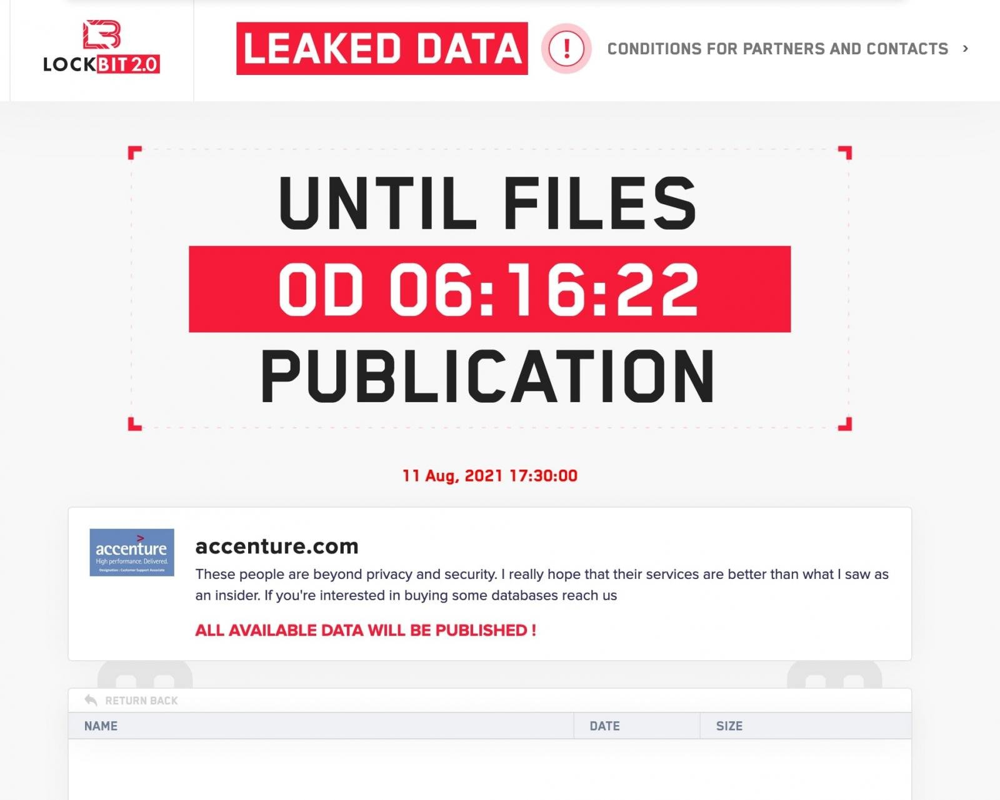 LOCKBIT 2.0
LEAKED DATA
!
CONDITIONS FOR PARTNERS AND CONTACTS ›
UNTIL FILES
0D 06:16:22
PUBLICATION
11 Aug, 2021 17:30:00
accenture
High performance. Delivered.
Designation : Customer Support Associate
accenture.com
These people are beyond privacy and security. I really hope that their services are better than what I saw as
an insider. If you're interested in buying some databases reach us
ALL AVAILABLE DATA WILL BE PUBLISHED !
RETURN BACK
NAME
DATE
SIZE